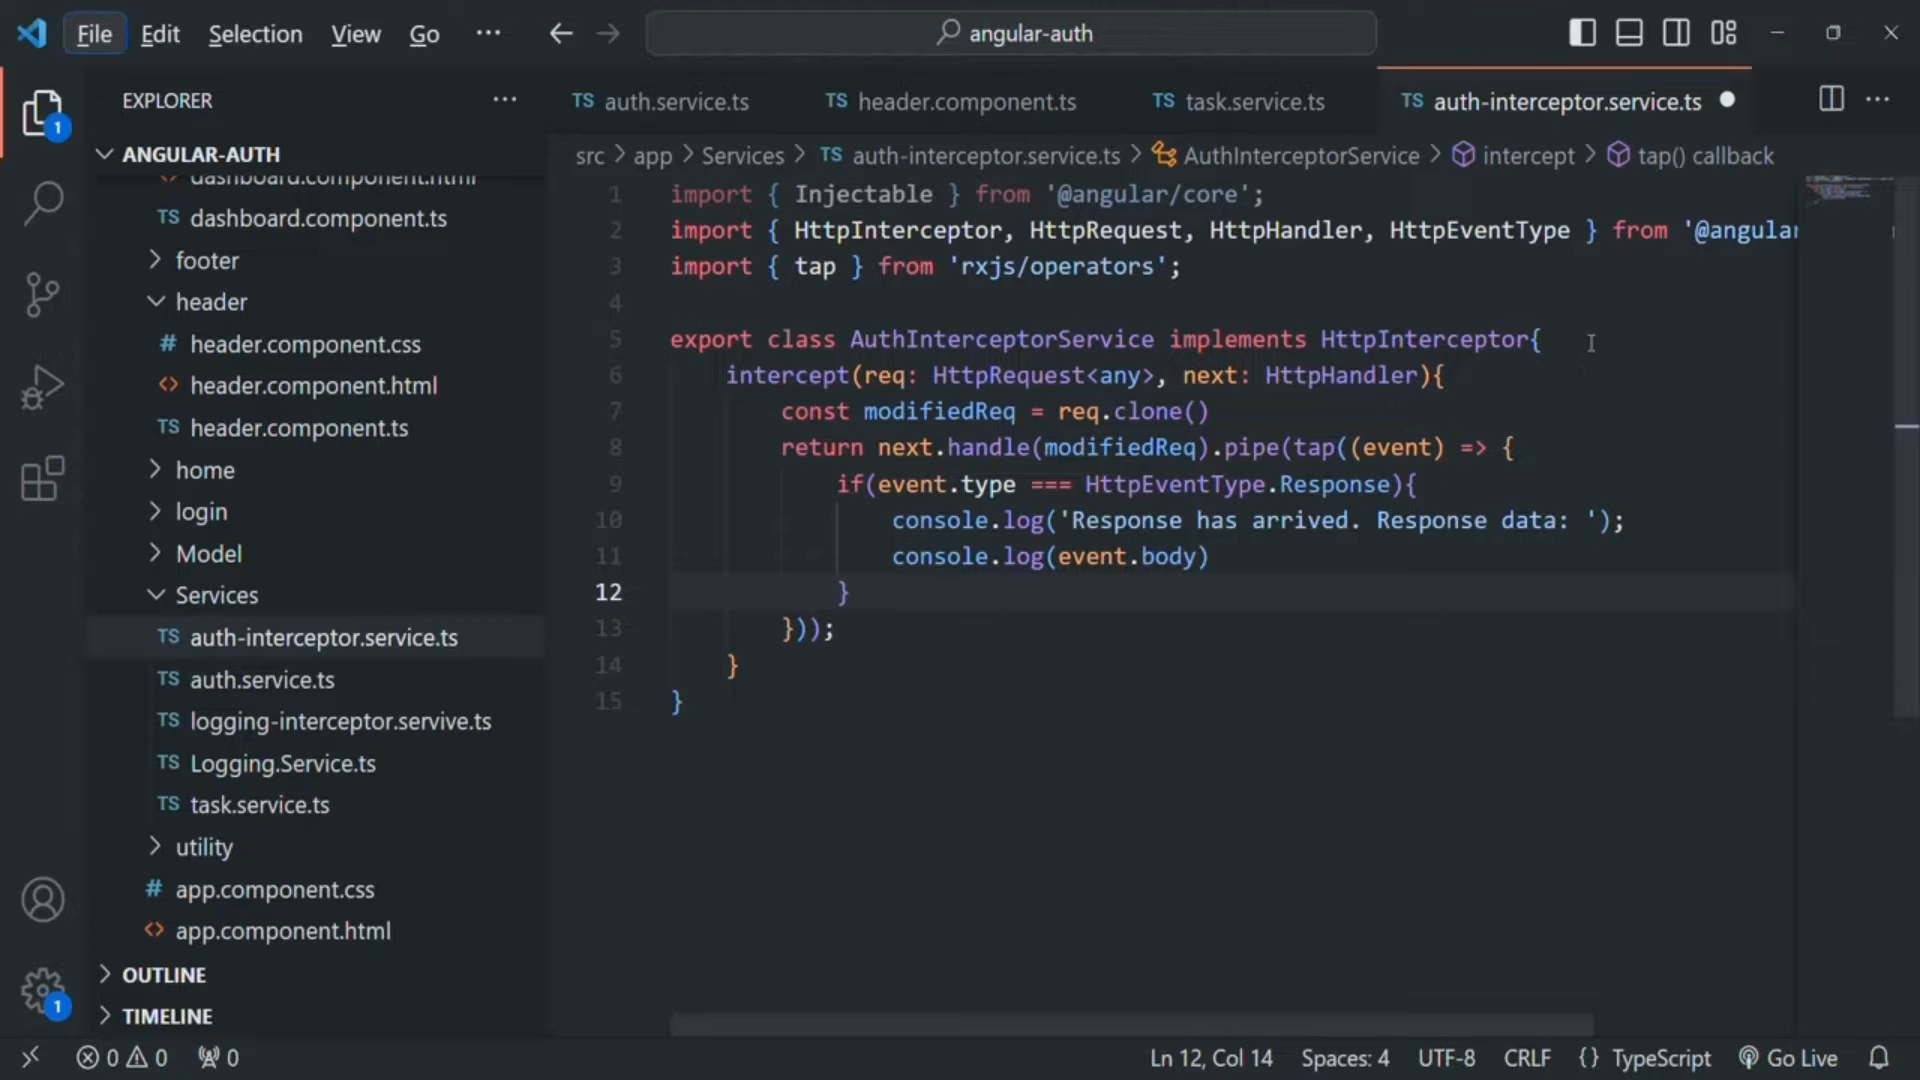 File Edit Selection View Go ··· angular-auth
EXPLORER ···
ANGULAR-AUTH
dashboard.component.html
TS dashboard.component.ts
footer
header
# header.component.css
<> header.component.html
TS header.component.ts
home
login
Model
Services
TS auth-interceptor.service.ts
TS auth.service.ts
TS logging-interceptor.servive.ts
TS Logging.Service.ts
TS task.service.ts
utility
# app.component.css
<> app.component.html
OUTLINE
TIMELINE
1
1
TS auth.service.ts TS header.component.ts TS task.service.ts TS auth-interceptor.service.ts
src > app > Services > TS auth-interceptor.service.ts > AuthInterceptorService > intercept > tap() callback
1 import { Injectable } from '@angular/core';
2 import { HttpInterceptor, HttpRequest, HttpHandler, HttpEventType } from '@angular
3 import { tap } from 'rxjs/operators';
4
5 export class AuthInterceptorService implements HttpInterceptor{
6 intercept(req: HttpRequest<any>, next: HttpHandler){
7 const modifiedReq = req.clone()
8 return next.handle(modifiedReq).pipe(tap((event) => {
9 if(event.type === HttpEventType.Response){
10 console.log('Response has arrived. Response data: ');
11 console.log(event.body)
12 }
13 }));
14 }
15 }
0 0 0 Ln 12, Col 14 Spaces: 4 UTF-8 CRLF {} TypeScript Go Live